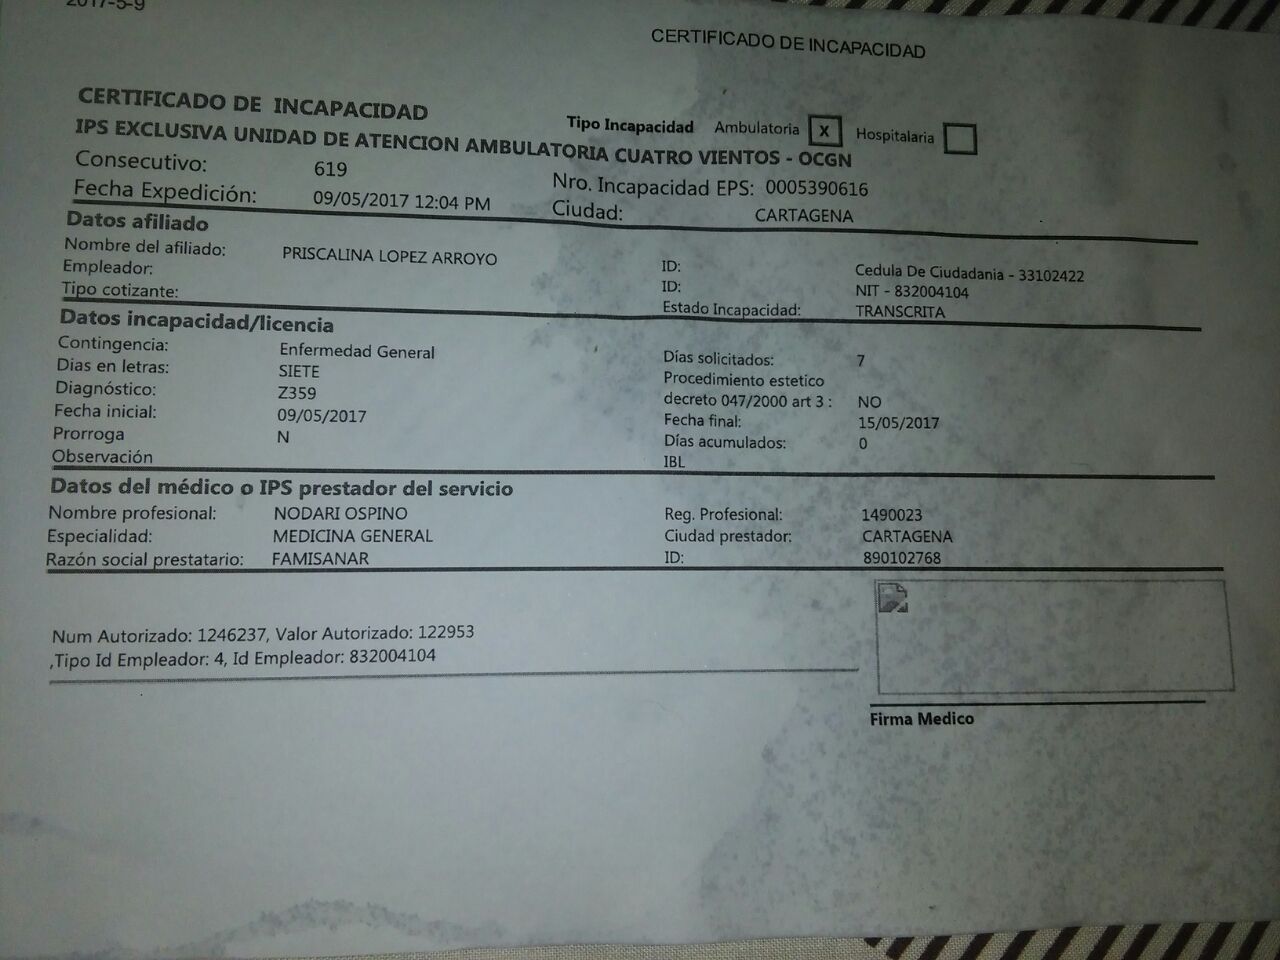 2017-5-9
CERTIFICADO DE INCAPACIDAD
CERTIFICADO DE INCAPACIDAD
Tipo Incapacidad Ambulatoria X Hospitalaria
IPS EXCLUSIVA UNIDAD DE ATENCION AMBULATORIA CUATRO VIENTOS - OCGN
Consecutivo: 619 Nro. Incapacidad EPS: 0005390616
Fecha Expedición: 09/05/2017 12:04 PM Ciudad: CARTAGENA
Datos afiliado
Nombre del afiliado: PRISCALINA LOPEZ ARROYO ID: Cedula De Ciudadania - 33102422
Empleador: ID: NIT - 832004104
Tipo cotizante: Estado Incapacidad: TRANSCRITA
Datos incapacidad/licencia
Contingencia: Enfermedad General Días solicitados: 7
Dias en letras: SIETE Procedimiento estetico
Diagnóstico: Z359 decreto 047/2000 art 3 : NO
Fecha inicial: 09/05/2017 Fecha final: 15/05/2017
Prorroga N Días acumulados: 0
Observación IBL
Datos del médico o IPS prestador del servicio
Nombre profesional: NODARI OSPINO Reg. Profesional: 1490023
Especialidad: MEDICINA GENERAL Ciudad prestador: CARTAGENA
Razón social prestatario: FAMISANAR ID: 890102768
Num Autorizado: 1246237, Valor Autorizado: 122953
,Tipo Id Empleador: 4, Id Empleador: 832004104
Firma Medico